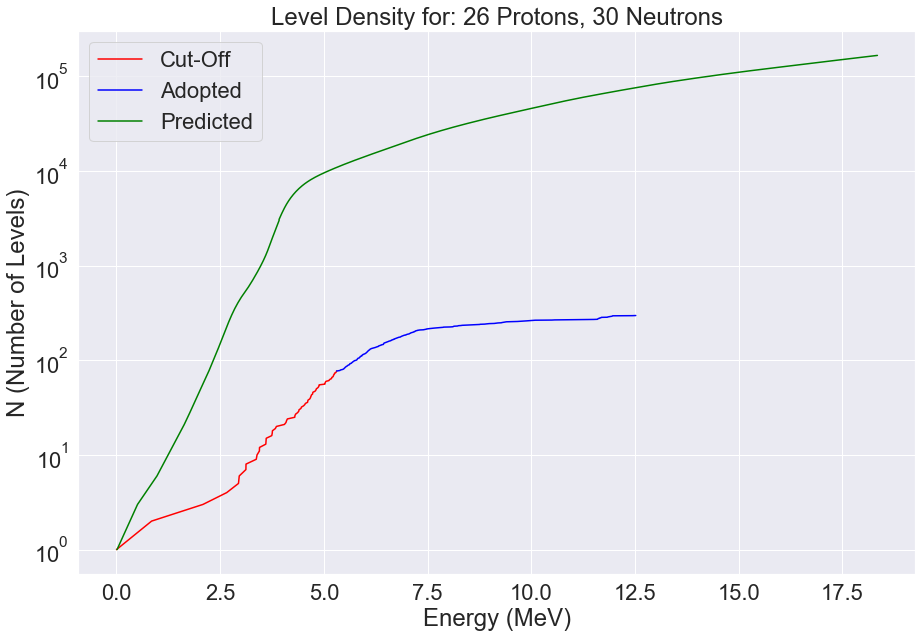 Level Density for: 26 Protons, 30 Neutrons
Cut-Off
Adopted
Predicted
N (Number of Levels)
10^5
10^4
10^3
10^2
10^1
10^0
0.0 2.5 5.0 7.5 10.0 12.5 15.0 17.5
Energy (MeV)